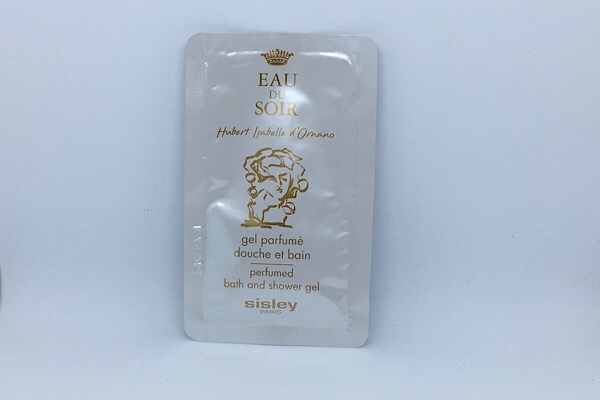 EAU
DU
SOIR
Hubert Isabelle d'Ornano
gel parfumé
douche et bain
perfumed
bath and shower gel
sisley
PARIS